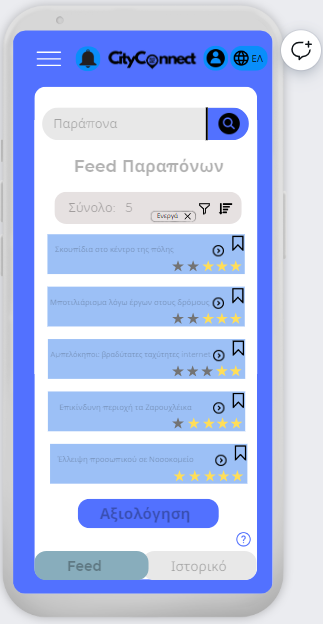 CityConnect
ΕΛ
Παράπονα
Feed Παραπόνων
Σύνολο: 5
Ενεργά
Σκουπίδια στο κέντρο της πόλης
Μποτιλιάρισμα λόγω έργων στους δρόμους
Αμπελόκηποι: βραδύτατες ταχύτητες internet
Επικίνδυνη περιοχή τα Ζαρουχλέικα
Έλλειψη προσωπικού σε Νοσοκομείο
Αξιολόγηση
?
Feed
Ιστορικό